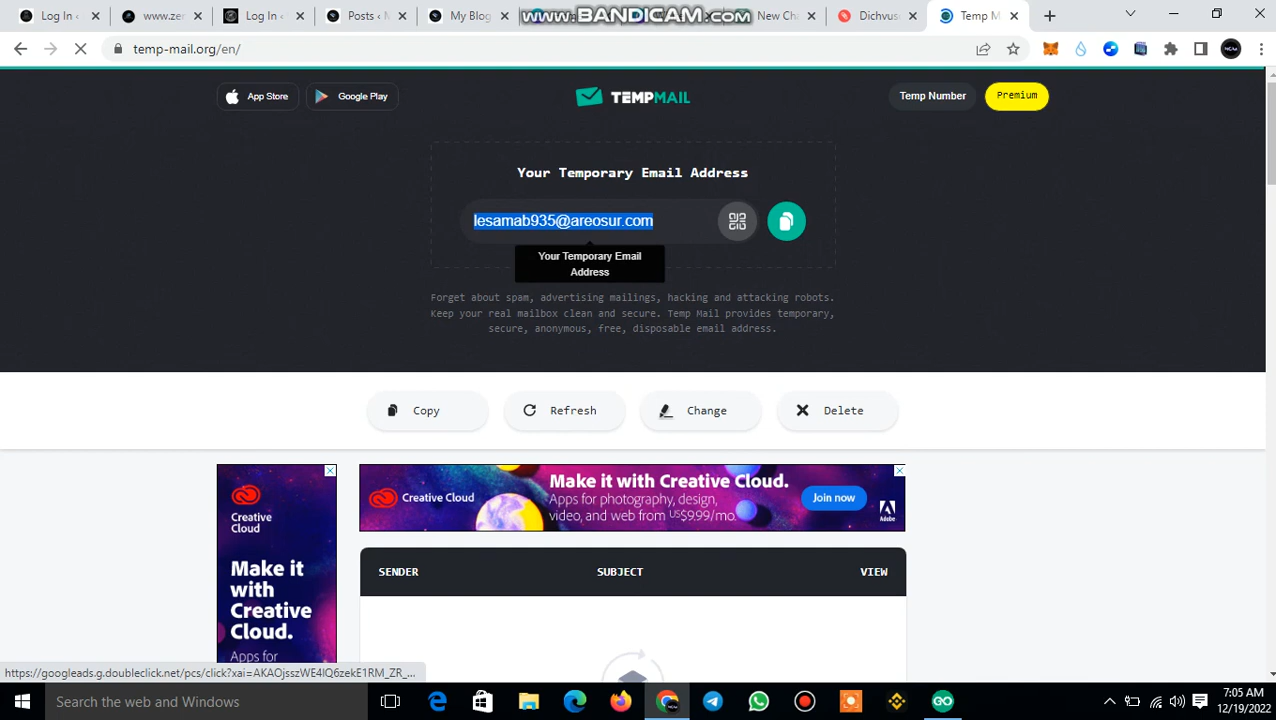 Log In ‹
www.zer
Log In ‹
Posts ‹ M
My Blog
www.BANDICAM.com
New Cha
Dichvus
Temp M
temp-mail.org/en/
App Store
Google Play
TEMPMAIL
Temp Number
Premium
Your Temporary Email Address
lesamab935@areosur.com
Your Temporary Email
Address
Forget about spam, advertising mailings, hacking and attacking robots.
Keep your real mailbox clean and secure. Temp Mail provides temporary,
secure, anonymous, free, disposable email address.
Copy
Refresh
Change
Delete
Creative
Cloud
Make it
with
Creative
Cloud.
Apps for
Creative Cloud
Make it with Creative Cloud.
Apps for photography, design,
video, and web from US$9.99/mo.
Join now
Adobe
SENDER
SUBJECT
VIEW
https://googleads.g.doubleclick.net/pcs/click?xai=AKAOjsszWE4IQ6zekE1RM_ZR_...
Search the web and Windows
7:05 AM
12/19/2022